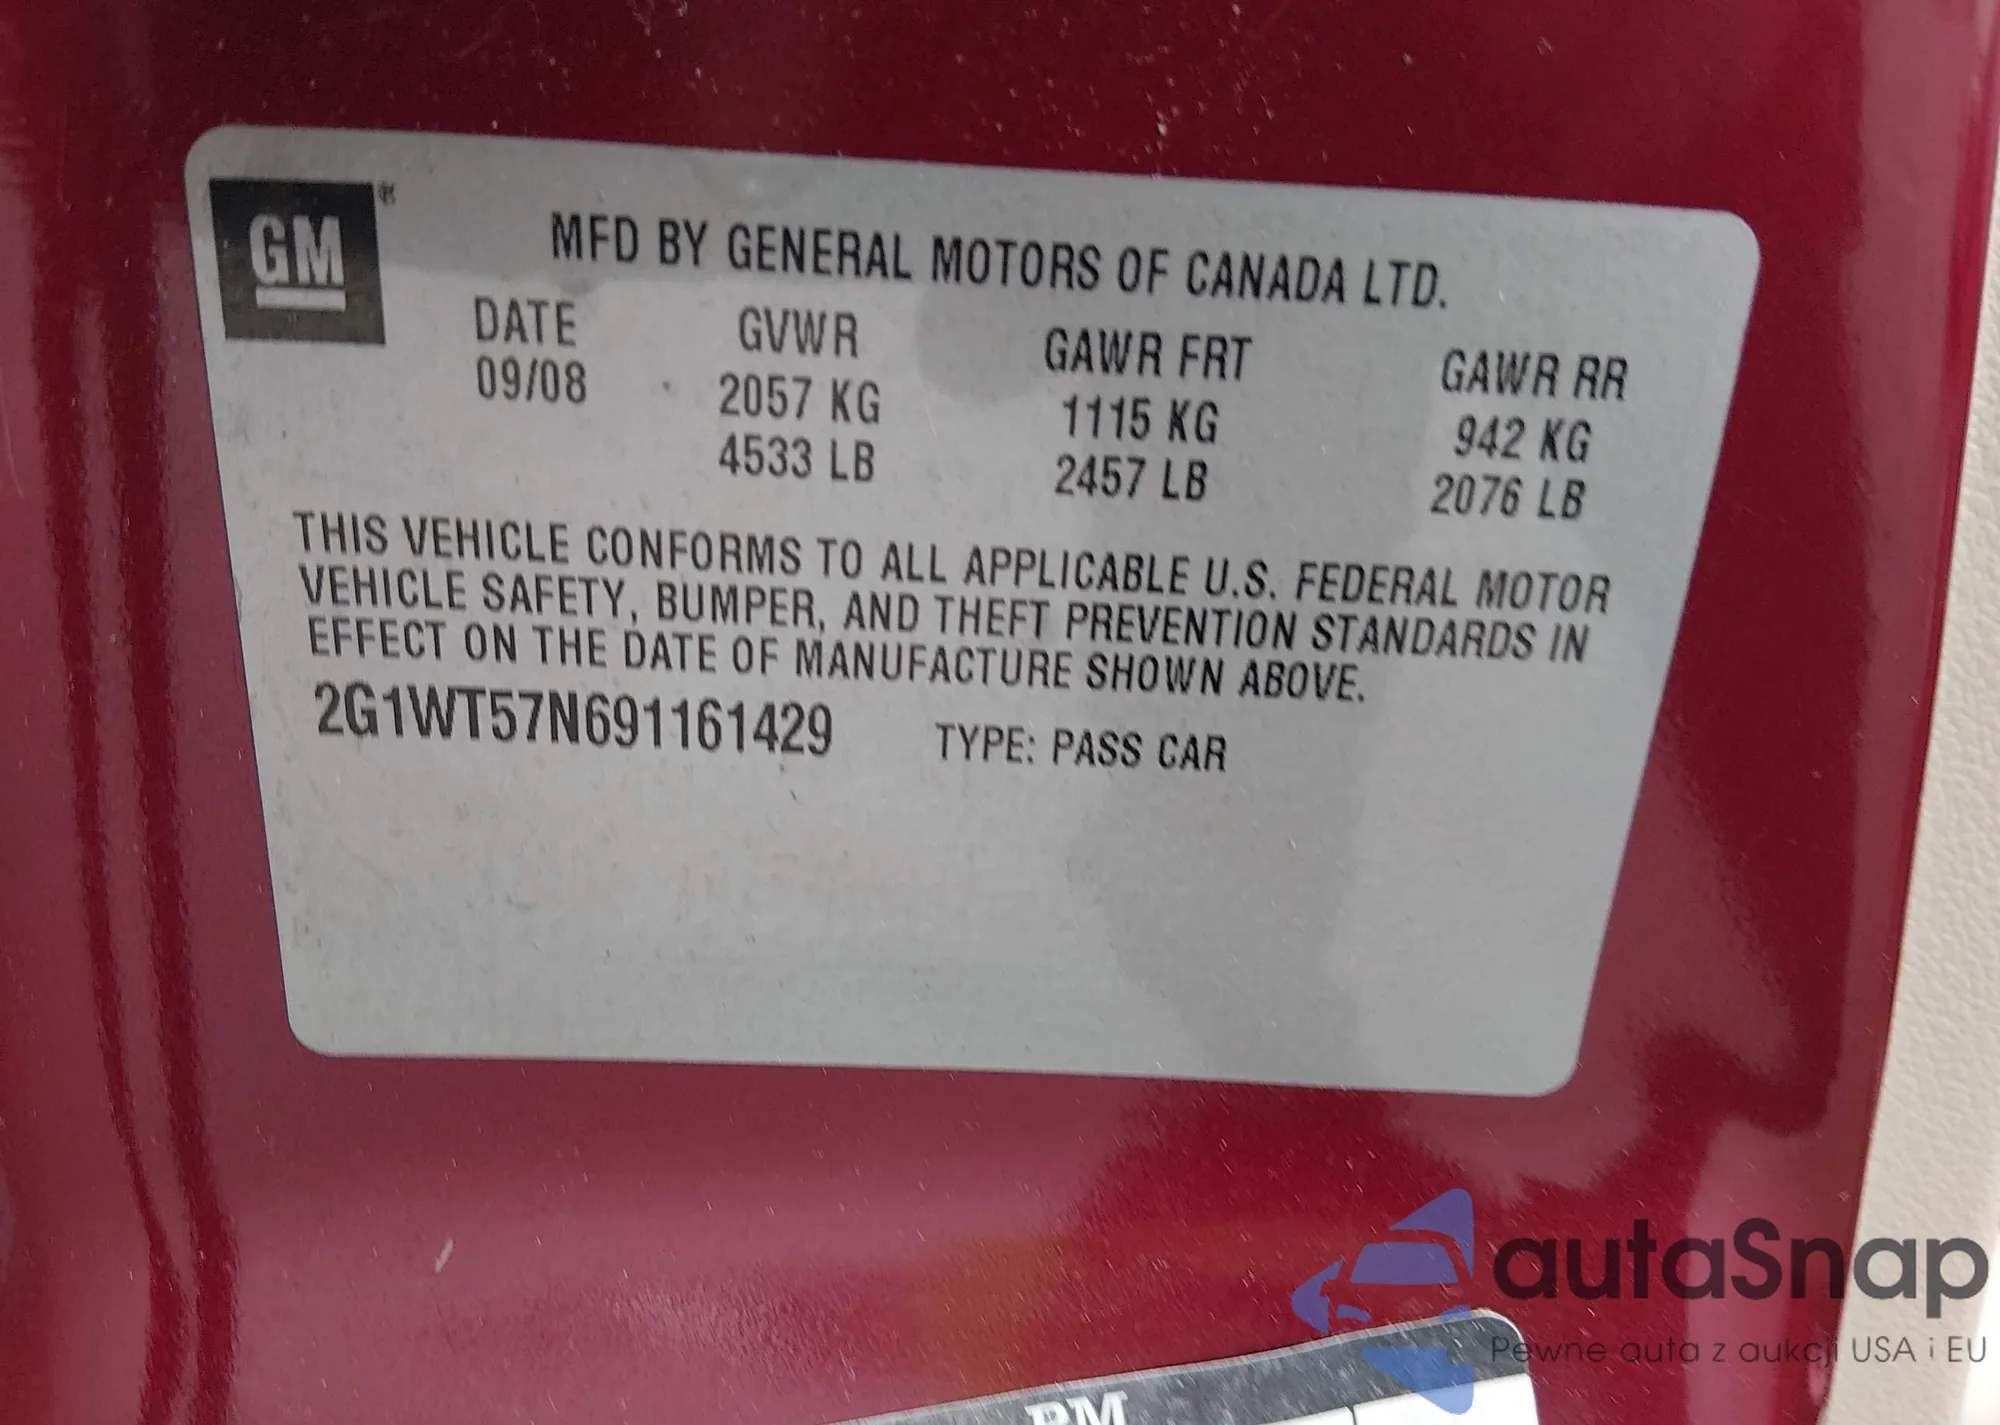 GM ®
MFD BY GENERAL MOTORS OF CANADA LTD.
DATE GVWR GAWR FRT GAWR RR
09/08 2057 KG 1115 KG 942 KG
4533 LB 2457 LB 2076 LB
THIS VEHICLE CONFORMS TO ALL APPLICABLE U.S. FEDERAL MOTOR
VEHICLE SAFETY, BUMPER, AND THEFT PREVENTION STANDARDS IN
EFFECT ON THE DATE OF MANUFACTURE SHOWN ABOVE.
2G1WT57N691161429 TYPE: PASS CAR
autaSnap
Pewne auta z aukcji USA i EU